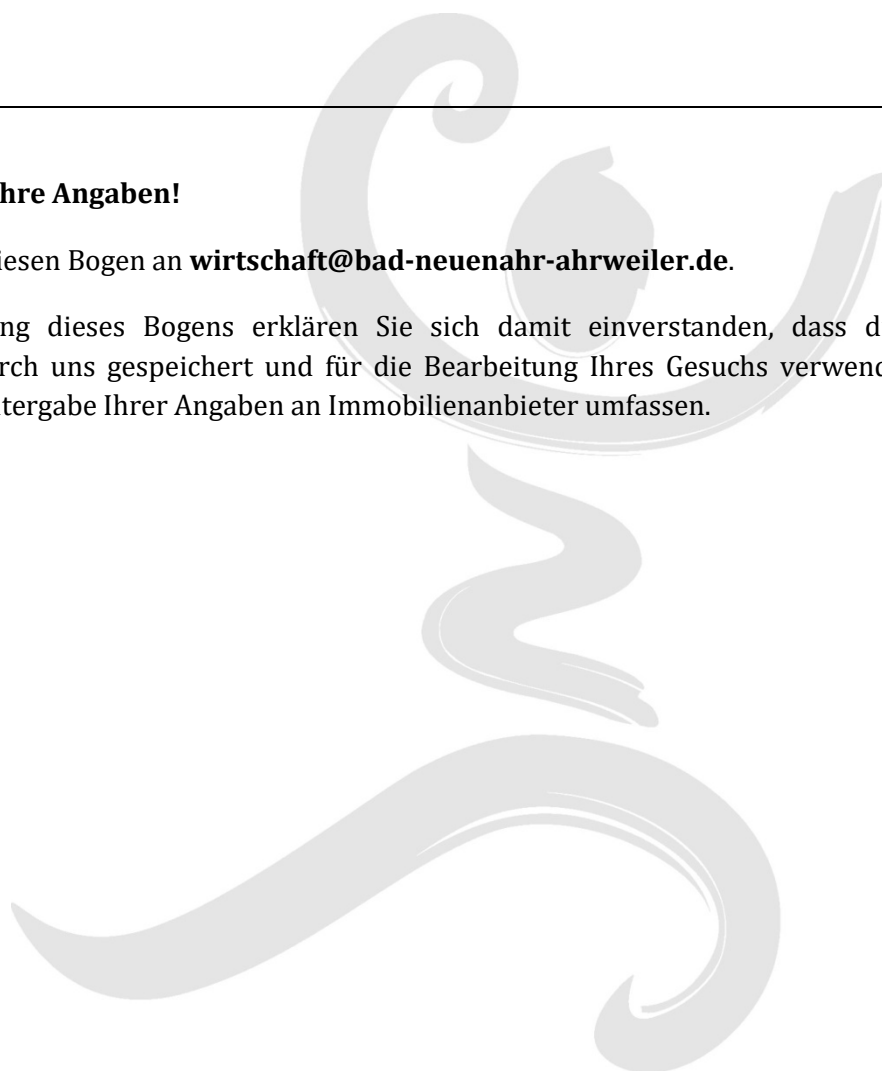 hre Angaben!
iesen Bogen an wirtschaft@bad-neuenahr-ahrweiler.de.
ng dieses Bogens erklären Sie sich damit einverstanden, dass d
rch uns gespeichert und für die Bearbeitung Ihres Gesuchs verwend
tergabe Ihrer Angaben an Immobilienanbieter umfassen.